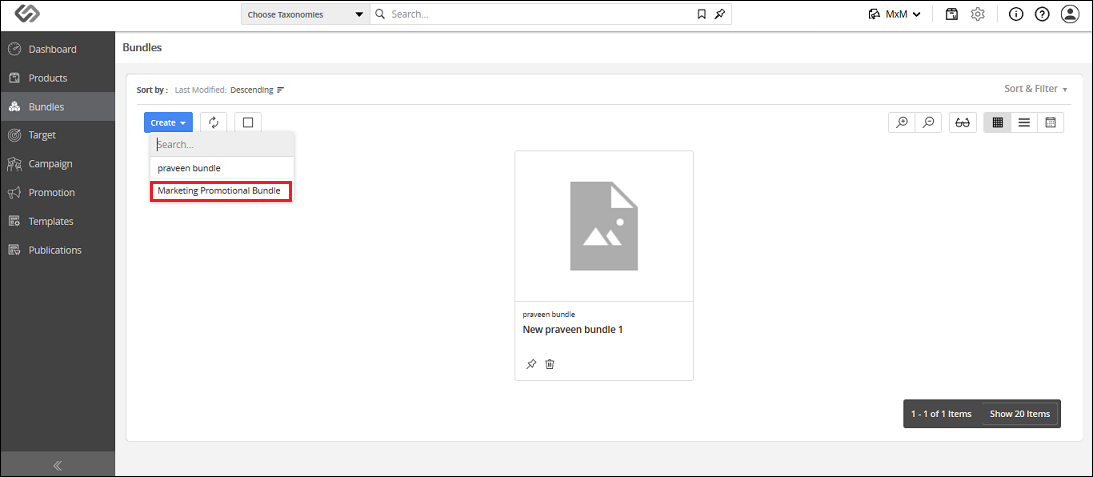 Choose Taxonomies
Search...
MxM
Dashboard
Products
Bundles
Target
Campaign
Promotion
Templates
Publications
Bundles
Sort by : Last Modified: Descending
Sort & Filter
Create
Search...
praveen bundle
Marketing Promotional Bundle
praveen bundle
New praveen bundle 1
1 - 1 of 1 Items Show 20 Items